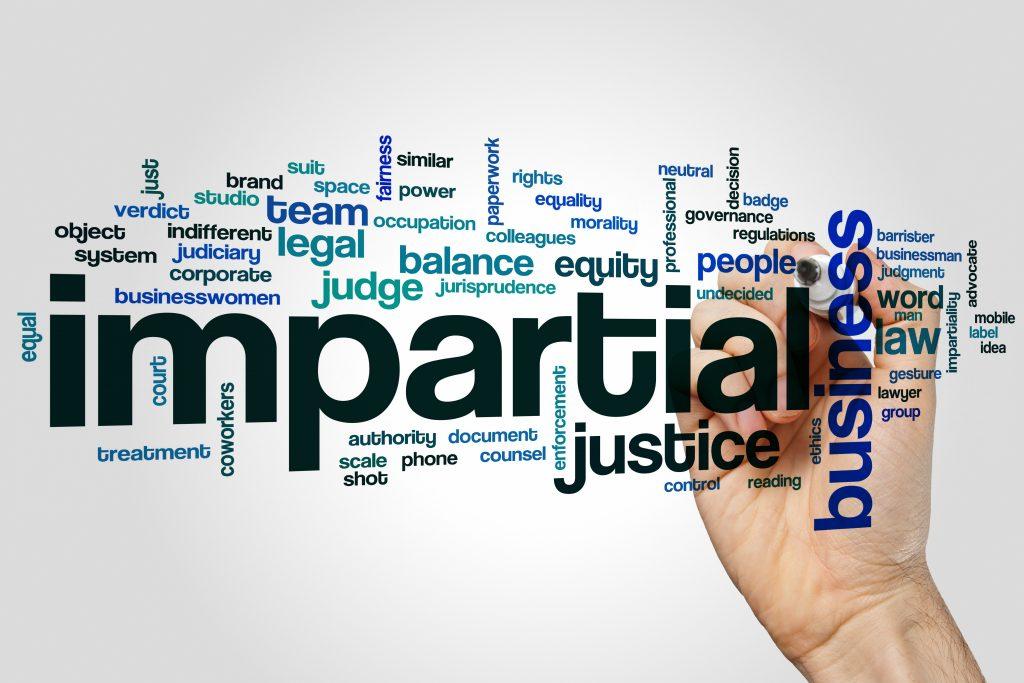 just
suit
fairness
similar
paperwork
rights
neutral
decision
brand
space
power
studio
equality
professional
badge
verdict
team
occupation
morality
governance
object
indifferent
legal
colleagues
regulations
business
barrister
system
judiciary
balance
equity
people
businessman
advocate
corporate
judgment
businesswomen
judge
jurisprudence
undecided
word
impartiality
equal
impartial
man
mobile
law
label
idea
court
coworkers
enforcement
gesture
lawyer
group
treatment
authority
document
justice
ethics
scale
phone
counsel
shot
control
reading